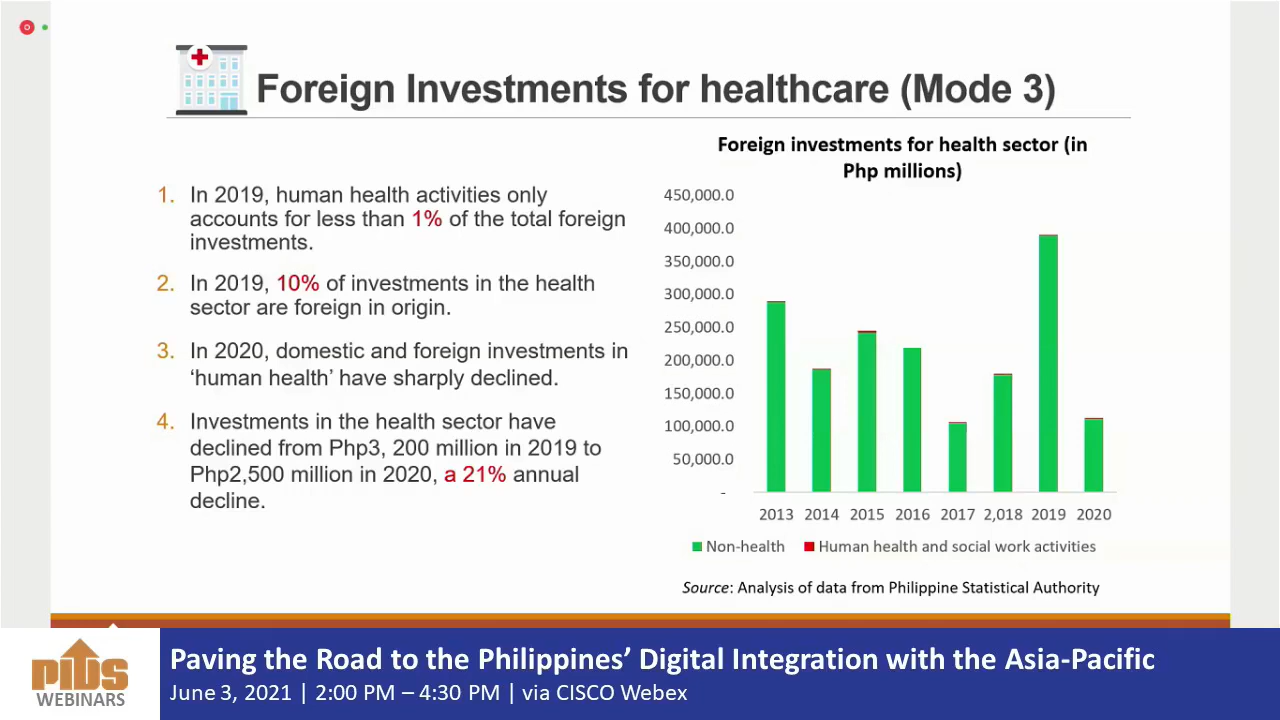 Foreign Investments for healthcare (Mode 3)
1. In 2019, human health activities only
accounts for less than 1% of the total foreign
investments.
2. In 2019, 10% of investments in the health
sector are foreign in origin.
3. In 2020, domestic and foreign investments in
‘human health’ have sharply declined.
4. Investments in the health sector have
declined from Php3, 200 million in 2019 to
Php2,500 million in 2020, a 21% annual
decline.
Foreign investments for health sector (in
Php millions)
450,000.0
400,000.0
350,000.0
300,000.0
250,000.0
200,000.0
150,000.0
100,000.0
50,000.0
-
2013 2014 2015 2016 2017 2,018 2019 2020
Non-health Human health and social work activities
Source: Analysis of data from Philippine Statistical Authority
PIDS
WEBINARS
Paving the Road to the Philippines’ Digital Integration with the Asia-Pacific
June 3, 2021 | 2:00 PM – 4:30 PM | via CISCO Webex